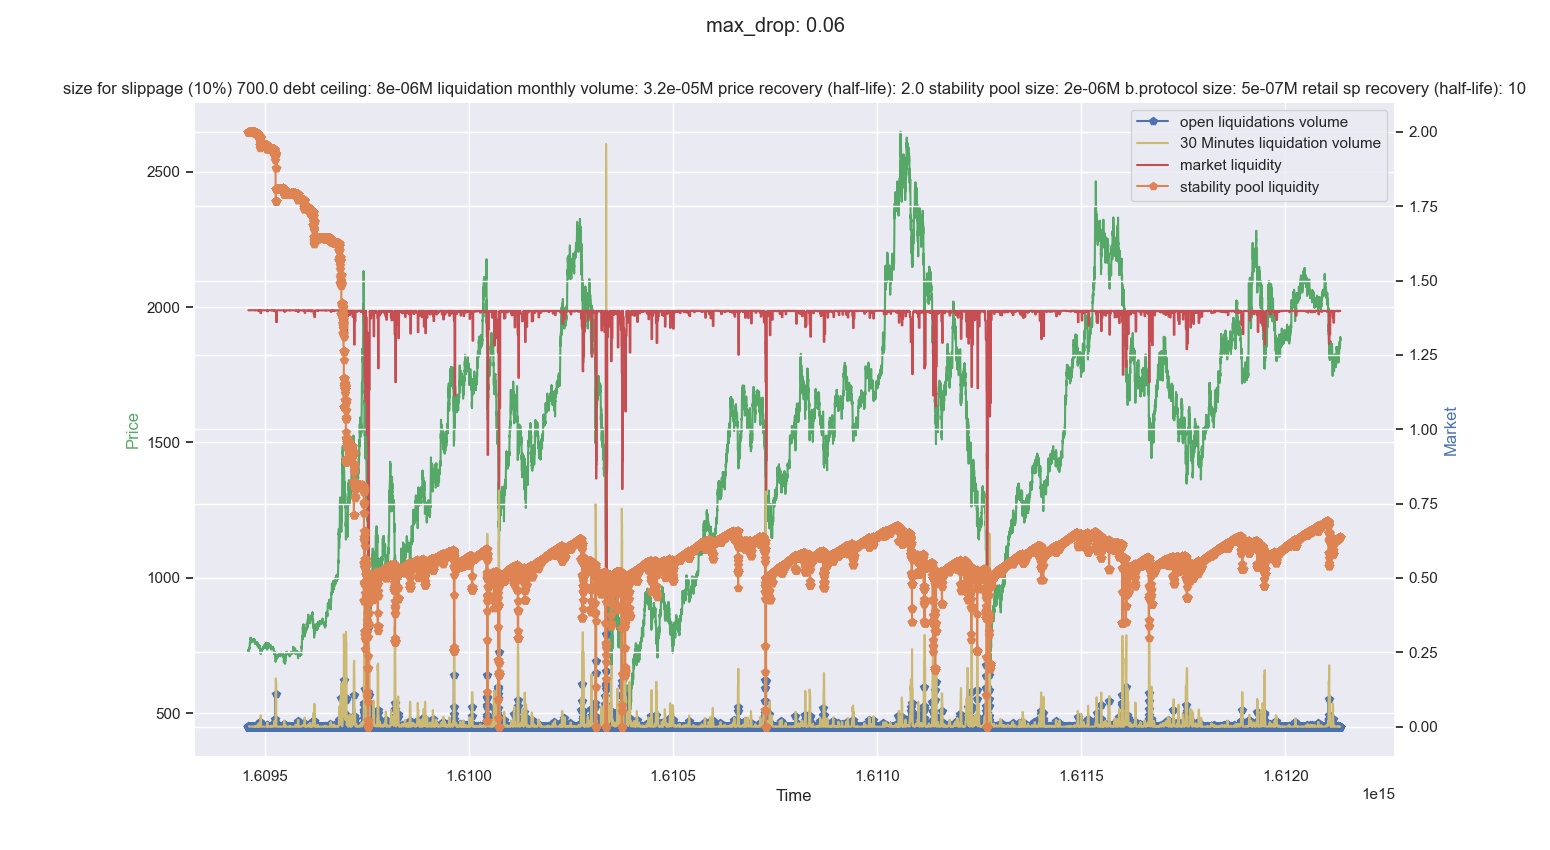 max_drop: 0.06
size for slippage (10%) 700.0 debt ceiling: 8e-06M liquidation monthly volume: 3.2e-05M price recovery (half-life): 2.0 stability pool size: 2e-06M b.protocol size: 5e-07M retail sp recovery (half-life): 10
open liquidations volume
30 Minutes liquidation volume
market liquidity
stability pool liquidity
2500
2000
1500
1000
500
Price
2.00
1.75
1.50
1.25
1.00
0.75
0.50
0.25
0.00
Market
1.6095
1.6100
1.6105
1.6110
1.6115
1.6120
1e15
Time